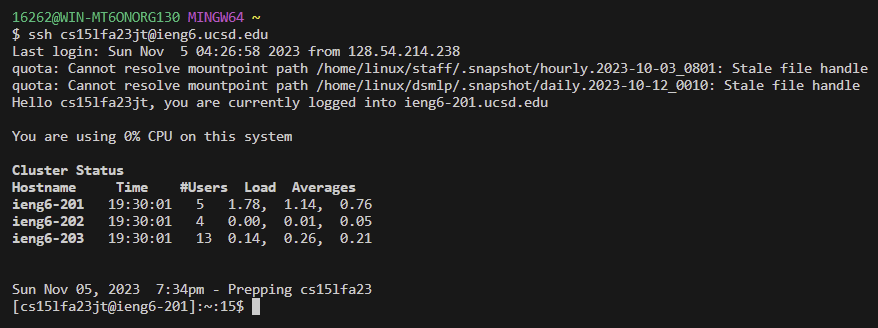 16262@WIN-MT6ONORG130 MINGW64 ~
$ ssh cs15lfa23jt@ieng6.ucsd.edu
Last login: Sun Nov  5 04:26:58 2023 from 128.54.214.238
quota: Cannot resolve mountpoint path /home/linux/staff/.snapshot/hourly.2023-10-03_0801: Stale file handle
quota: Cannot resolve mountpoint path /home/linux/dsmlp/.snapshot/daily.2023-10-12_0010: Stale file handle
Hello cs15lfa23jt, you are currently logged into ieng6-201.ucsd.edu
You are using 0% CPU on this system
Cluster Status
Hostname     Time    #Users  Load  Averages
ieng6-201   19:30:01   5   1.78,  1.14,  0.76
ieng6-202   19:30:01   4   0.00,  0.01,  0.05
ieng6-203   19:30:01   13  0.14,  0.26,  0.21
Sun Nov 05, 2023  7:34pm - Prepping cs15lfa23
[cs15lfa23jt@ieng6-201]:~:15$